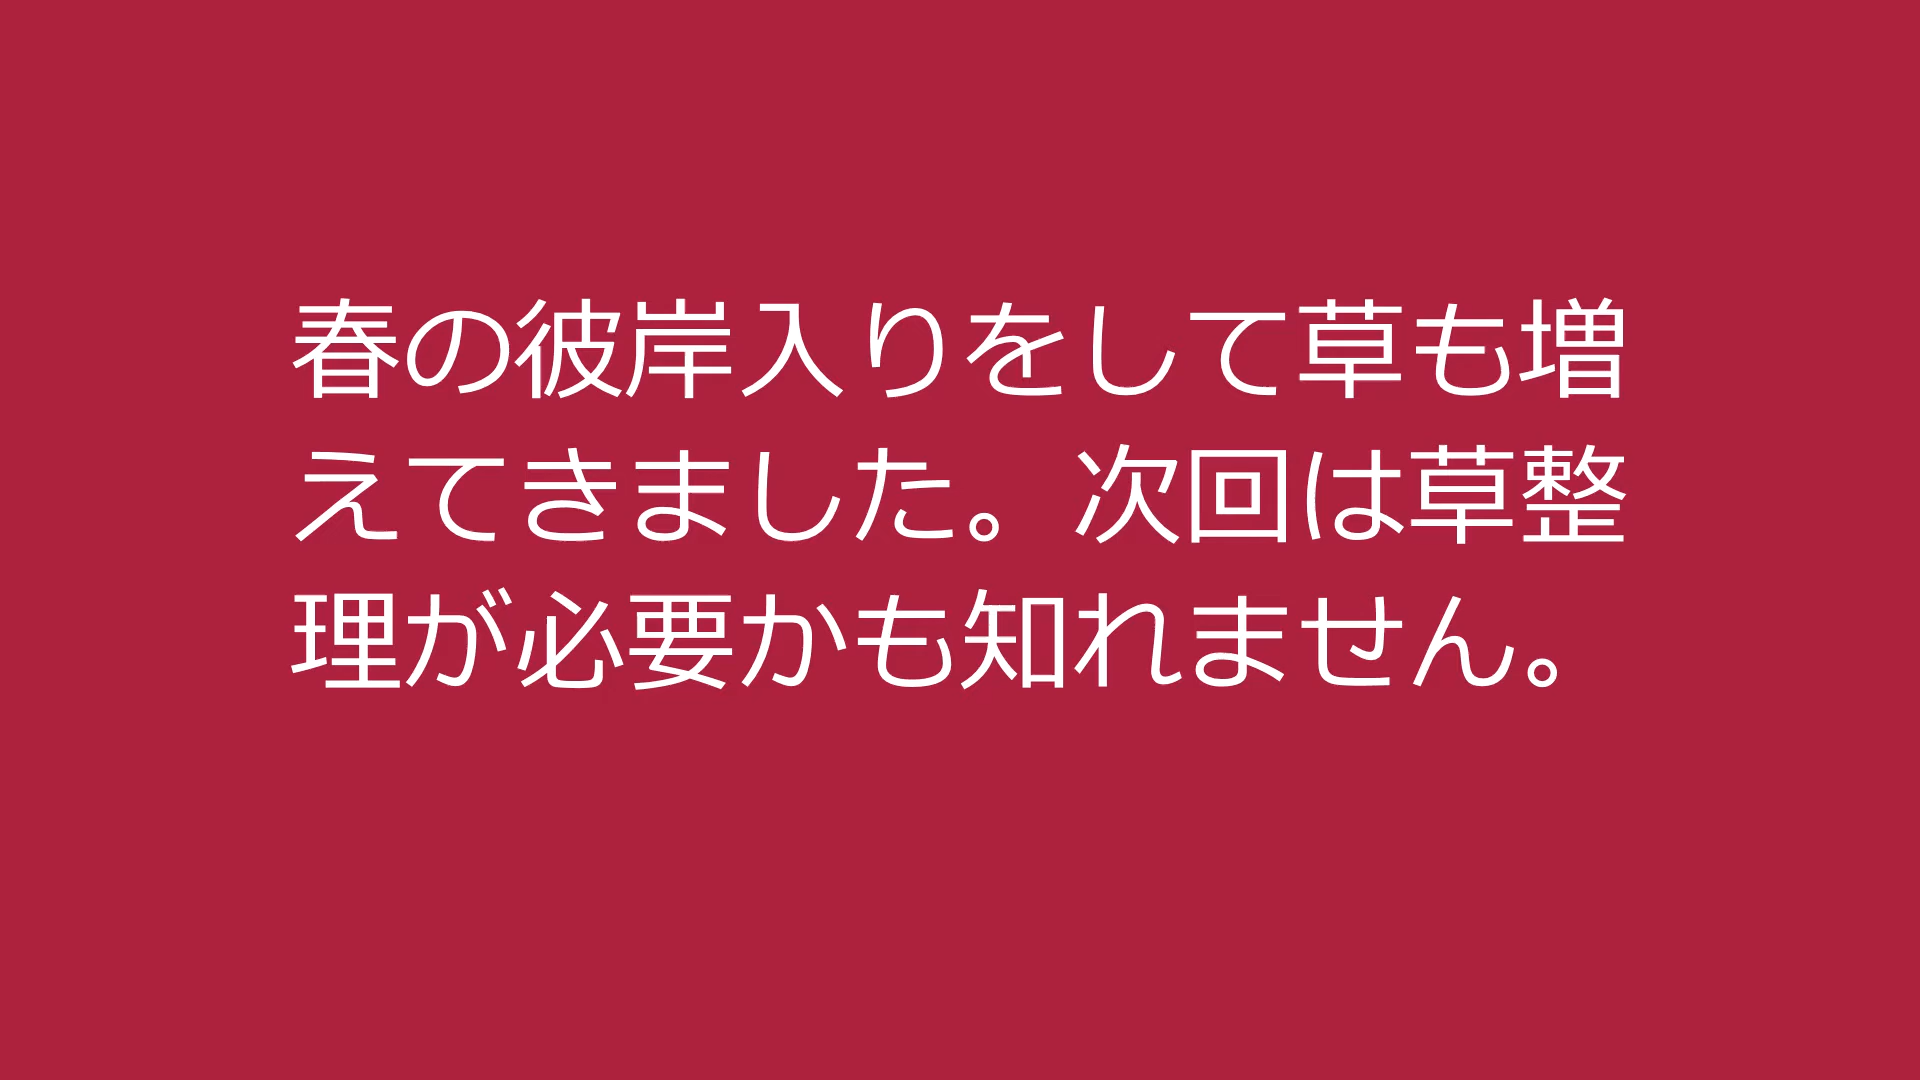 春の彼岸入りをして草も増
えてきました。次回は草整
理が必要かも知れません。